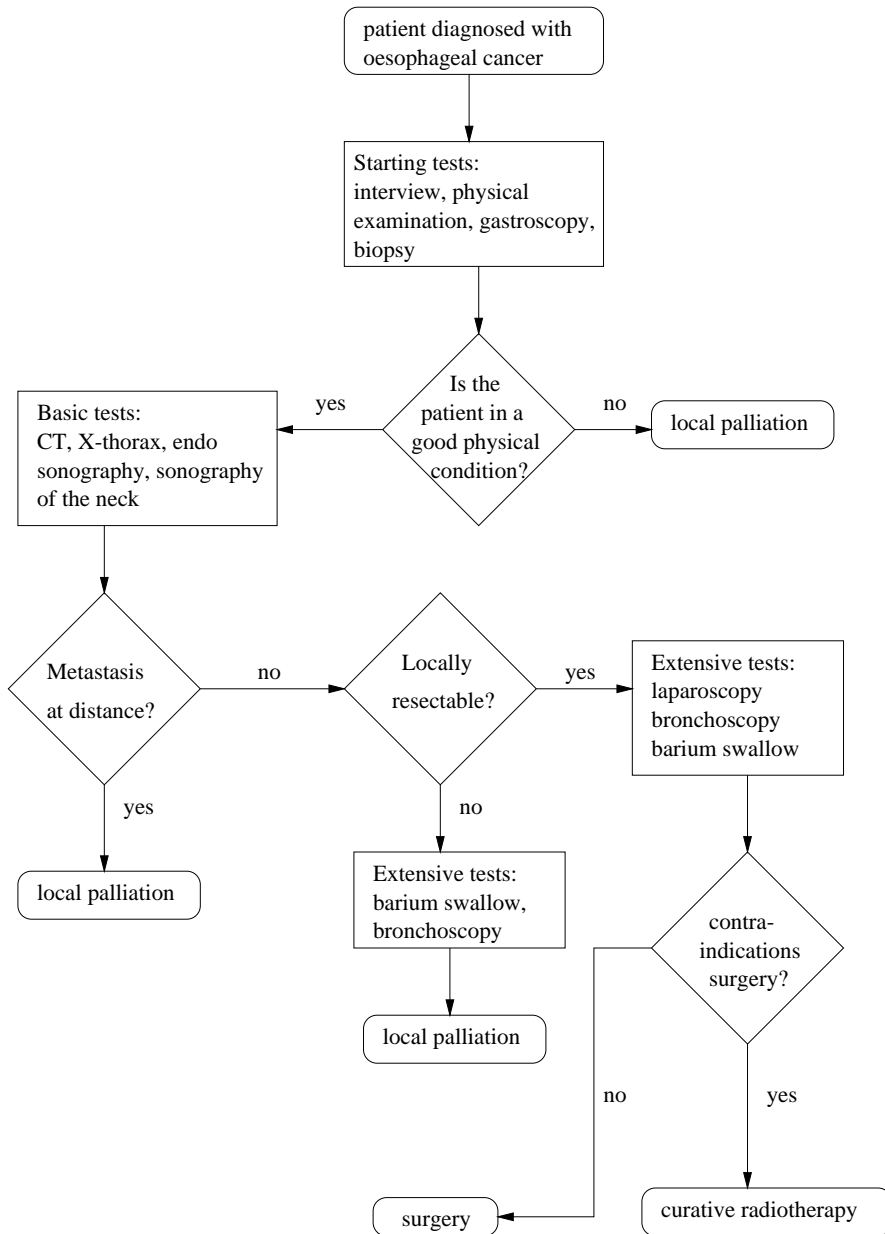 patient diagnosed with
oesophageal cancer
Starting tests:
interview, physical
examination, gastroscopy,
biopsy
Is the
patient in a
good physical
condition?
yes
no
local palliation
Basic tests:
CT, X-thorax, endo
sonography, sonography
of the neck
Metastasis
at distance?
no
yes
local palliation
Locally
resectable?
yes
no
Extensive tests:
barium swallow,
bronchoscopy
local palliation
Extensive tests:
laparoscopy
bronchoscopy
barium swallow
contra-
indications
surgery?
no
yes
surgery
curative radiotherapy